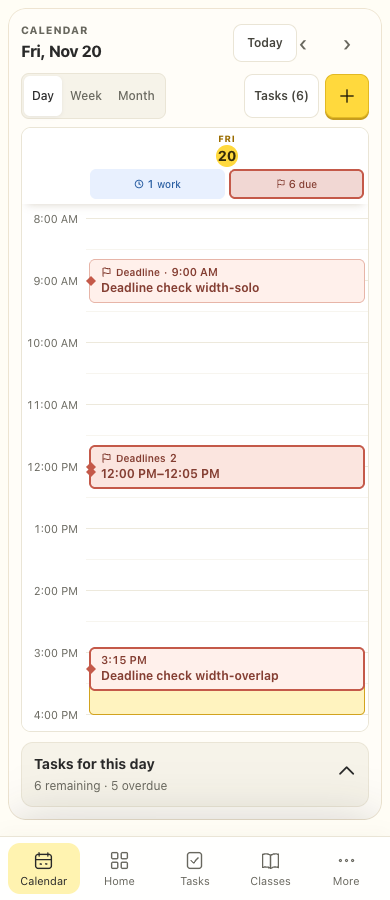 CALENDAR
Fri, Nov 20
Today
Day
Week
Month
Tasks (6)
FRI
20
1 work
6 due
8:00 AM
Deadline · 9:00 AM
9:00 AM
Deadline check width-solo
10:00 AM
11:00 AM
Deadlines 2
12:00 PM
12:00 PM–12:05 PM
1:00 PM
2:00 PM
3:00 PM
3:15 PM
Deadline check width-overlap
4:00 PM
Tasks for this day
6 remaining · 5 overdue
Calendar
Home
Tasks
Classes
More